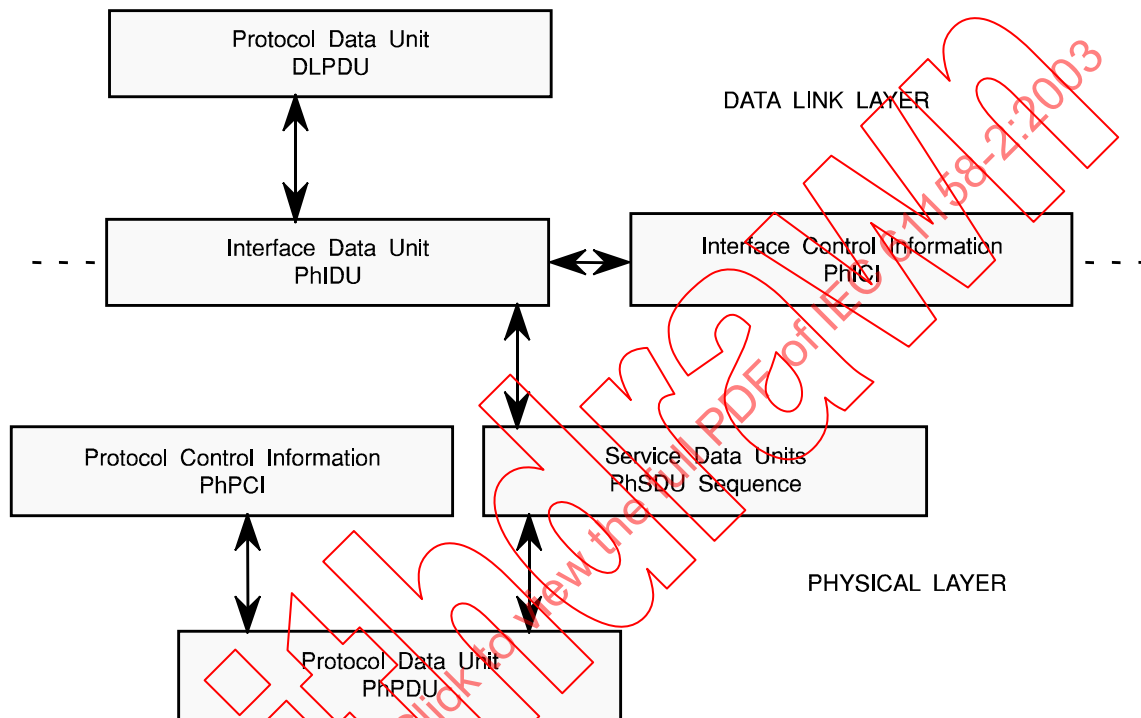 Protocol Data Unit
DLPDU
DATA LINK LAYER
Interface Data Unit
PhIDU
Interface Control Information
PhICI
Protocol Control Information
PhPCI
Service Data Units
PhSDU Sequence
PHYSICAL LAYER
Protocol Data Unit
PhPDU
ithdrawn
Click to view the full PDF of IEC 61158-2:2003